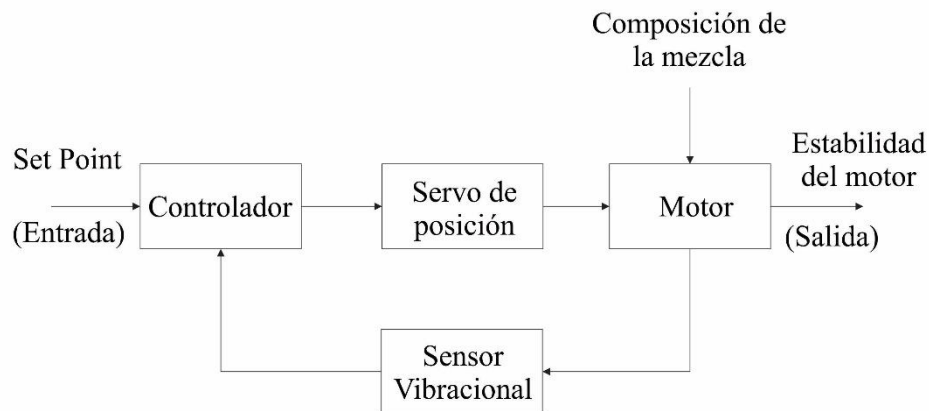 Composición de
la mezcla
Set Point
(Entrada)
Controlador
Servo de
posición
Motor
Estabilidad
del motor
(Salida)
Sensor
Vibracional